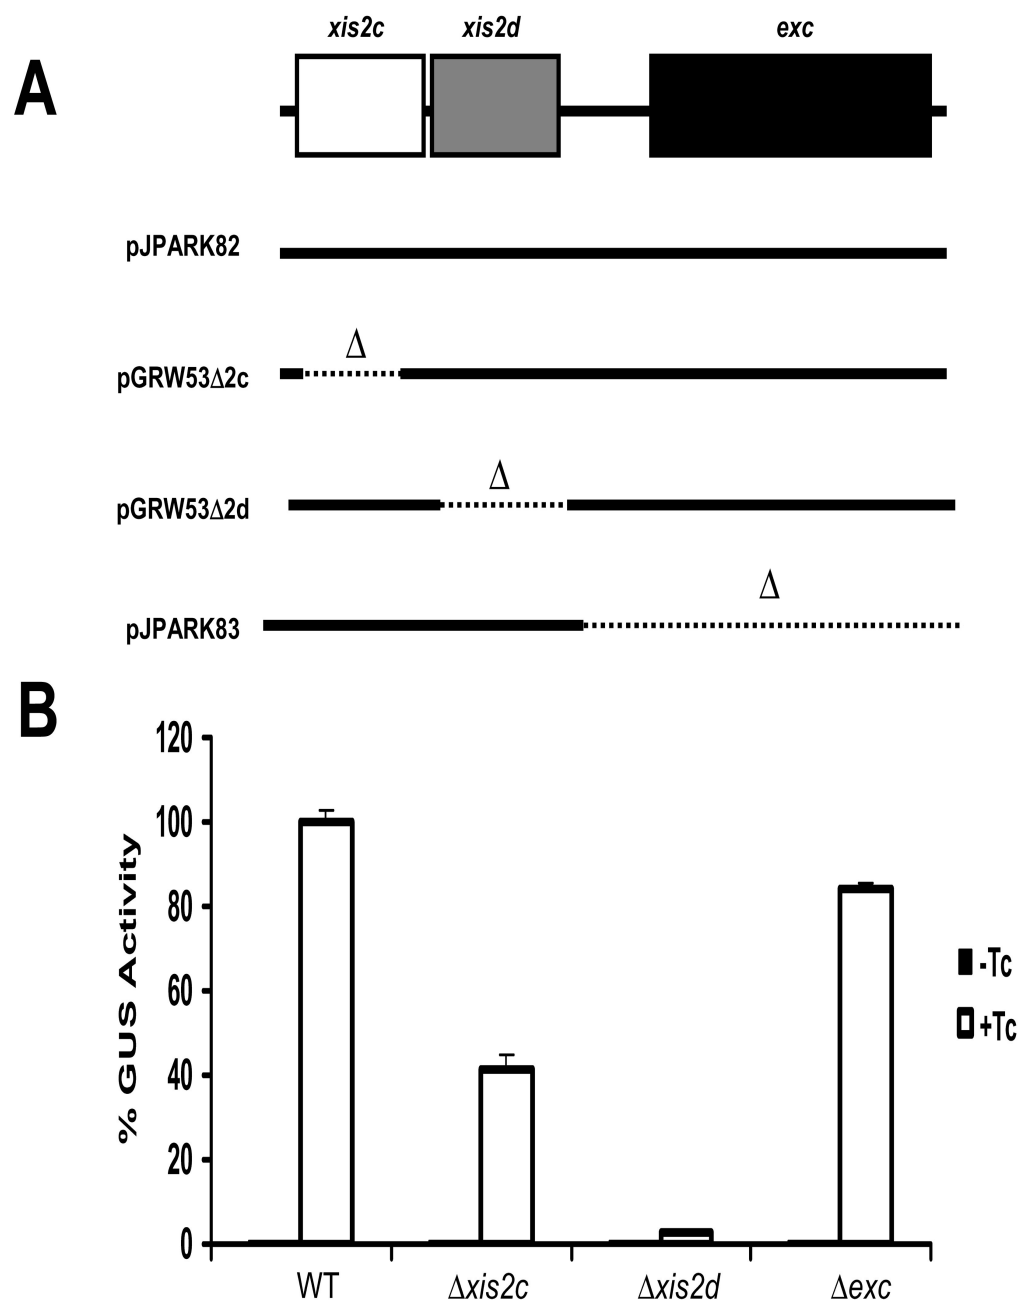 xis2c xis2d exc
A
pJPARK82
Δ
pGRW53Δ2c
Δ
pGRW53Δ2d
Δ
pJPARK83
B
120
100
80
60
40
20
0
% GUS Activity
-Tc
+Tc
WT Δxis2c Δxis2d Δexc